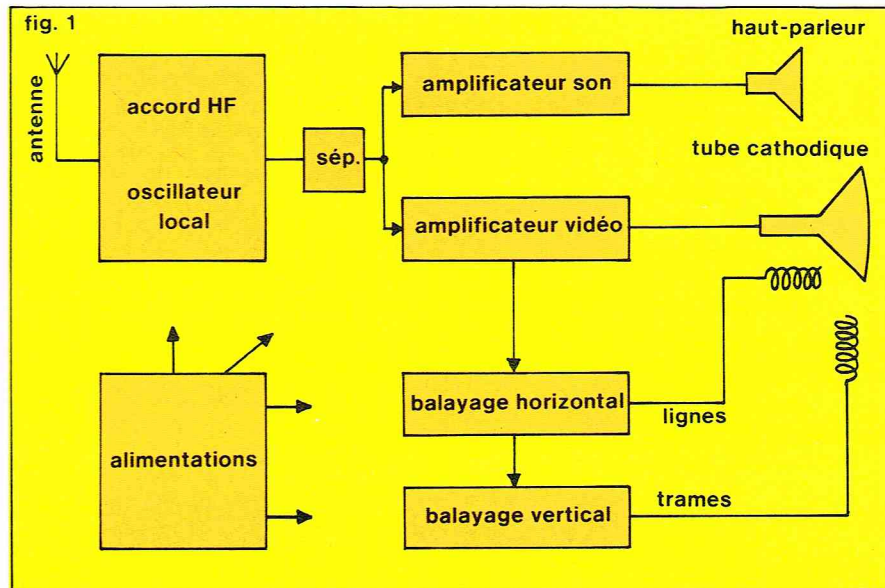 fig. 1
antenne
accord HF
oscillateur
local
sép.
amplificateur son
haut-parleur
tube cathodique
amplificateur vidéo
balayage horizontal
lignes
balayage vertical
trames
alimentations